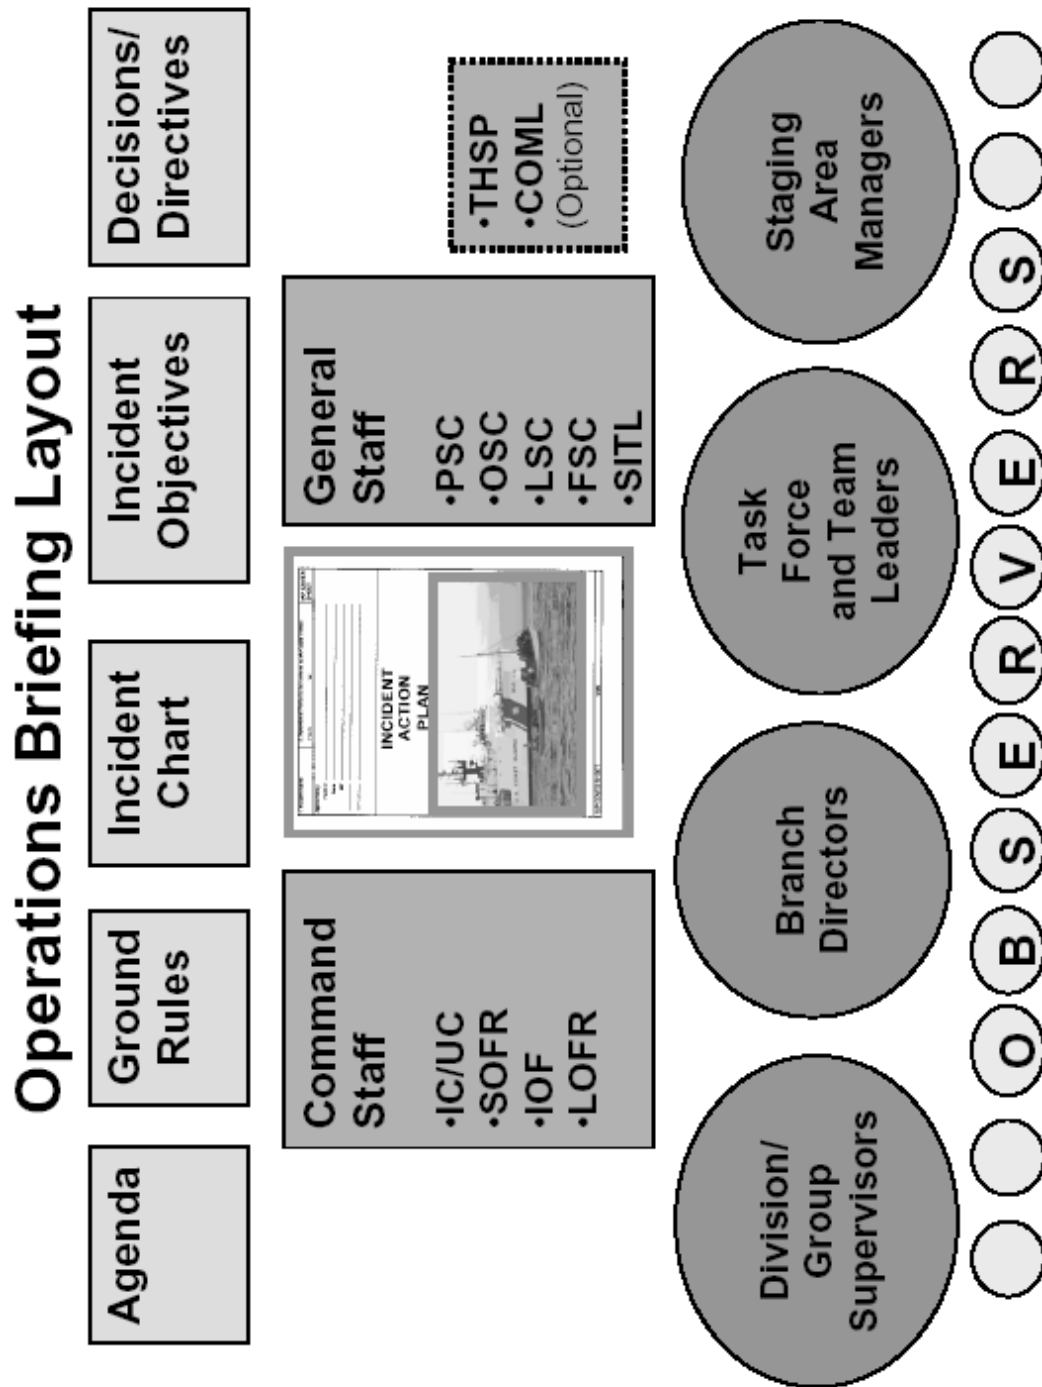 Operations Briefing Layout
Agenda
Ground
Rules
Incident
Chart
Incident
Objectives
Decisions/
Directives
Command
Staff
•IC/UC
•SOFR
•IOF
•LOFR
INCIDENT
ACTION
PLAN
General
Staff
•PSC
•OSC
•LSC
•FSC
•SITL
•THSP
•COML
(Optional)
Division/
Group
Supervisors
Branch
Directors
Task
Force
and Team
Leaders
Staging
Area
Managers
O B S E R V E R S